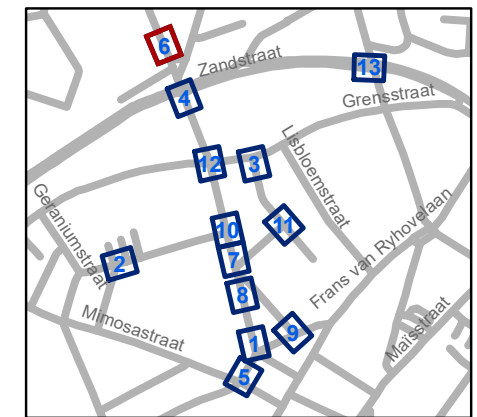 6
Zandstraat
13
4
Grensstraat
12
3
Lisbloemstraat
Geraniumstraat
10
11
7
2
Frans van Ryhovelaan
8
Mimosastraat
9
1
Maïsstraat
5